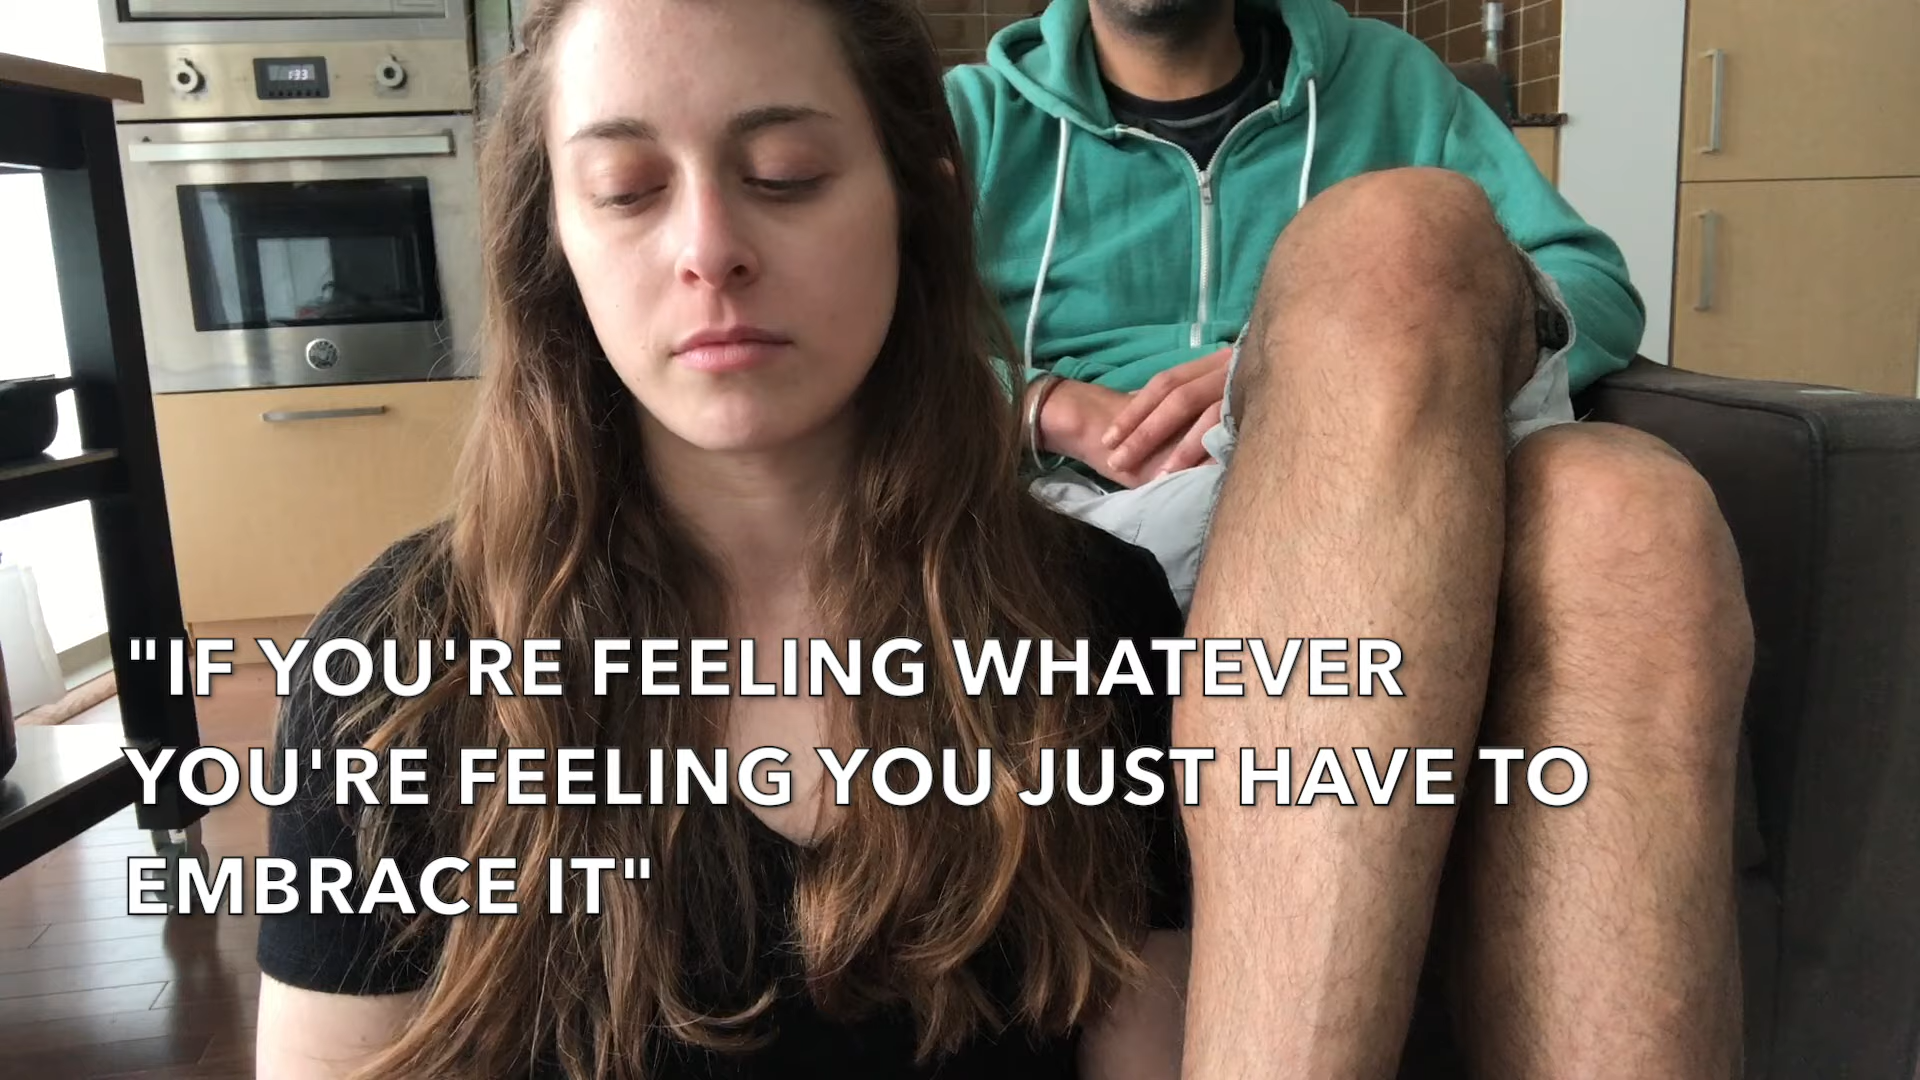 "IF YOU'RE FEELING WHATEVER
YOU'RE FEELING YOU JUST HAVE TO
EMBRACE IT"